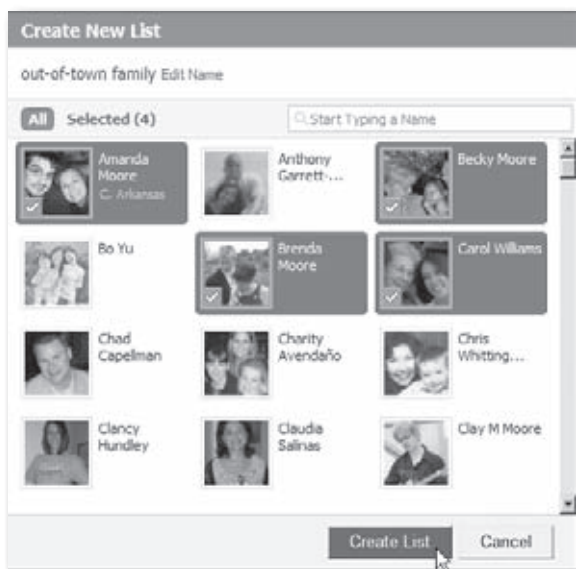 Create New List
out-of-town family Edit Name
All Selected (4) Start Typing a Name
Amanda Moore
C. Arkansas
Anthony Garrett-...
Becky Moore
Bo Yu
Brenda Moore
Carol Williams
Chad Capelman
Charity Avendaño
Chris Whitting...
Clancy Hundley
Claudia Salinas
Clay M Moore
Create List Cancel